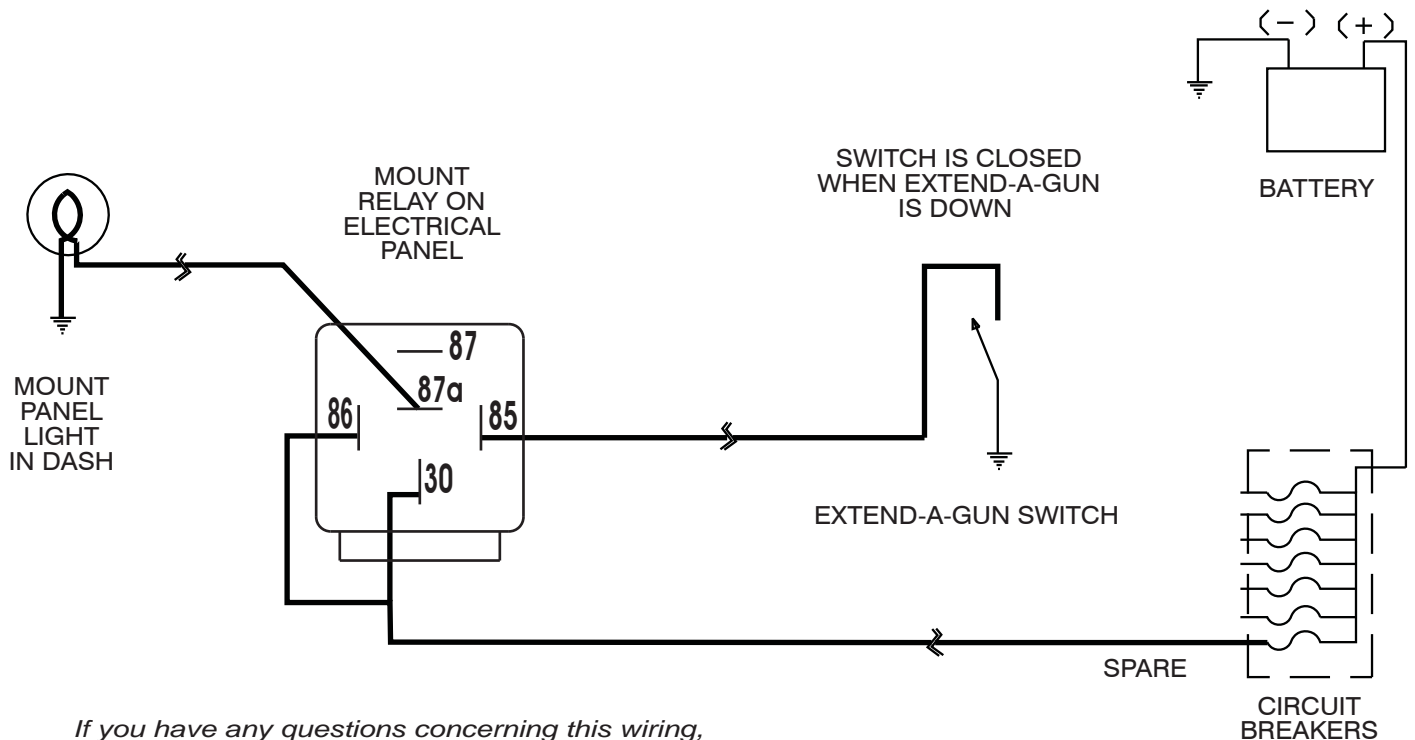 ( - ) (+)
BATTERY
SWITCH IS CLOSED
WHEN EXTEND-A-GUN
IS DOWN
MOUNT
RELAY ON
ELECTRICAL
PANEL
87
87a
86
85
30
MOUNT
PANEL
LIGHT
IN DASH
EXTEND-A-GUN SWITCH
SPARE
CIRCUIT
BREAKERS
If you have any questions concerning this wiring,